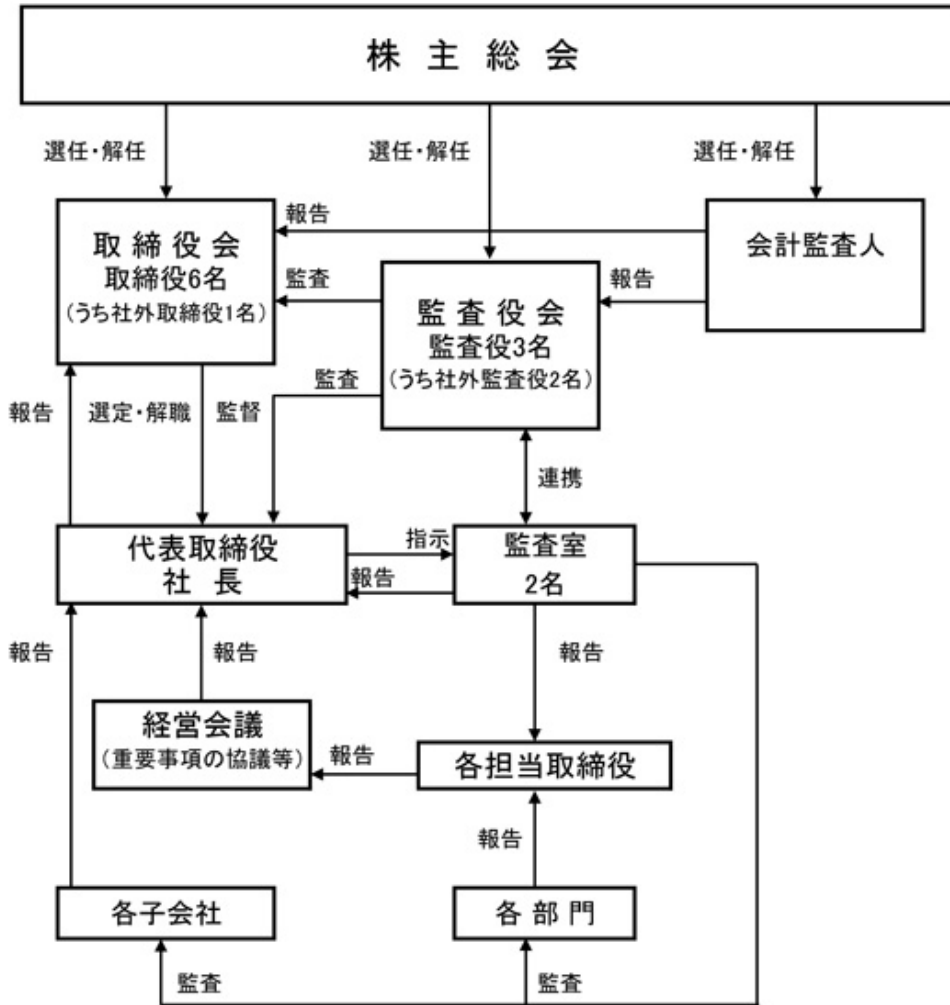 株主総会
選任・解任
選任・解任
選任・解任
取締役会
取締役6名
(うち社外取締役1名)
報告
会計監査人
監査
報告
監査役会
監査役3名
(うち社外監査役2名)
監査
報告
選定・解職
監督
連携
代表取締役
社長
指示
報告
監査室
2名
報告
報告
報告
経営会議
(重要事項の協議等)
報告
各担当取締役
報告
各子会社
各部門
監査
監査